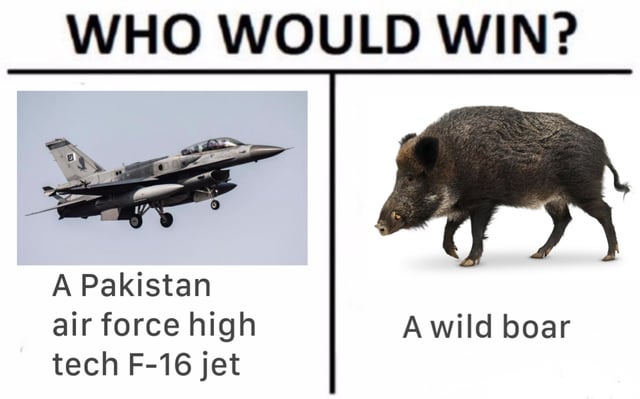 WHO WOULD WIN?
A Pakistan
air force high
tech F-16 jet
A wild boar